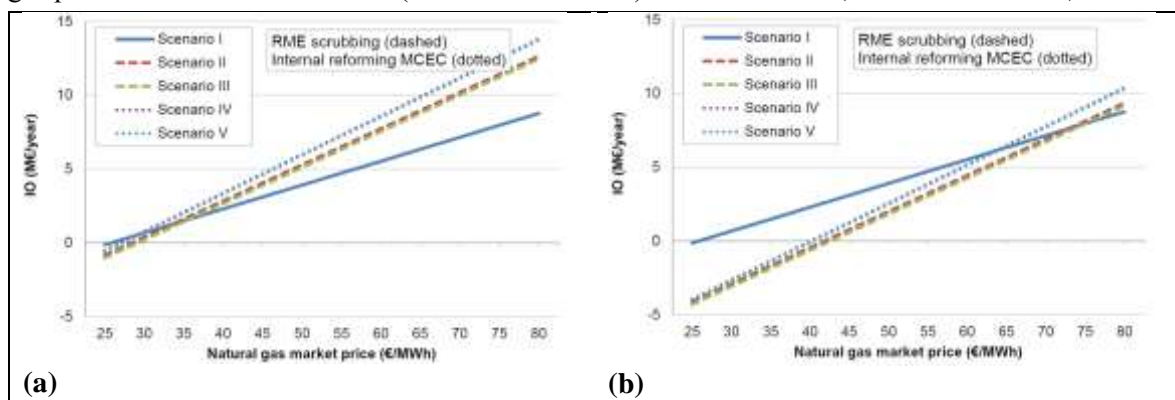 Scenario I
Scenario II
Scenario III
Scenario IV
Scenario V
RME scrubbing (dashed)
Internal reforming MCEC (dotted)
15
10
5
0
-5
IO (M€/year)
25 30 35 40 45 50 55 60 65 70 75 80
Natural gas market price (€/MWh)
(a)
Scenario I
Scenario II
Scenario III
Scenario IV
Scenario V
RME scrubbing (dashed)
Internal reforming MCEC (dotted)
15
10
5
0
-5
IO (M€/year)
25 30 35 40 45 50 55 60 65 70 75 80
Natural gas market price (€/MWh)
(b)